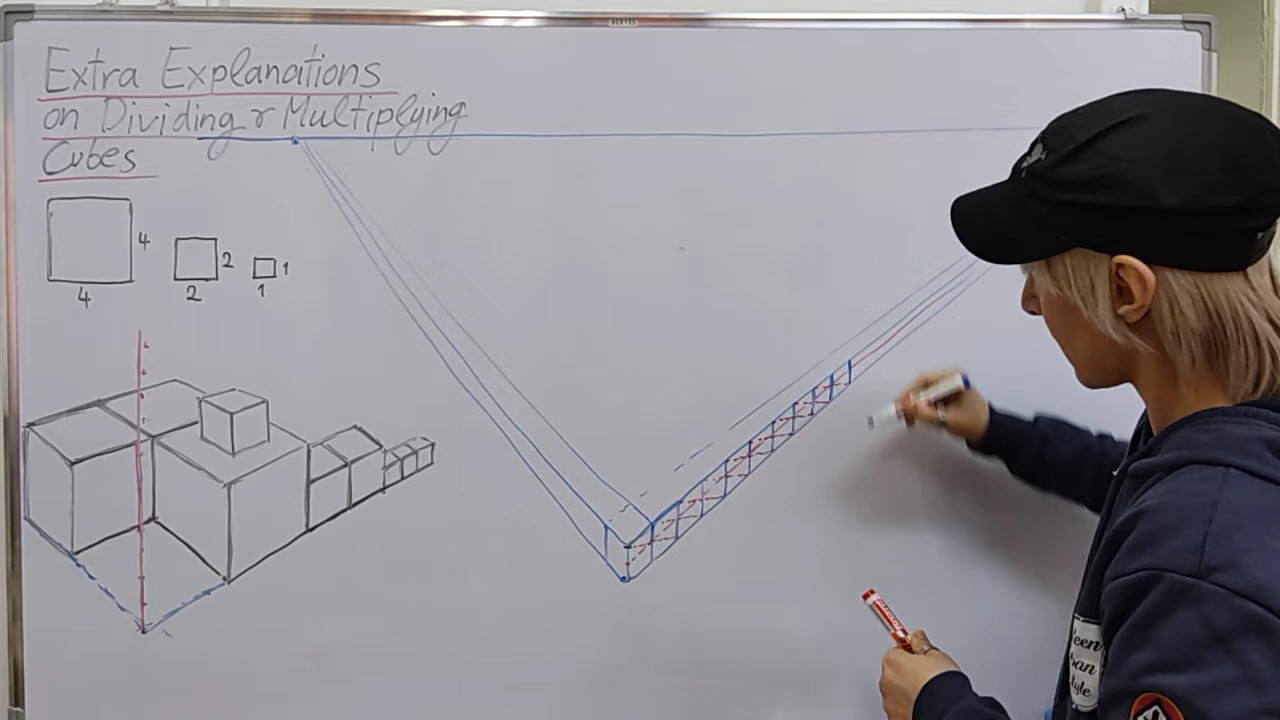 Extra Explanations
on Dividing & Multiplying
Cubes
4
2
1
4
2
1